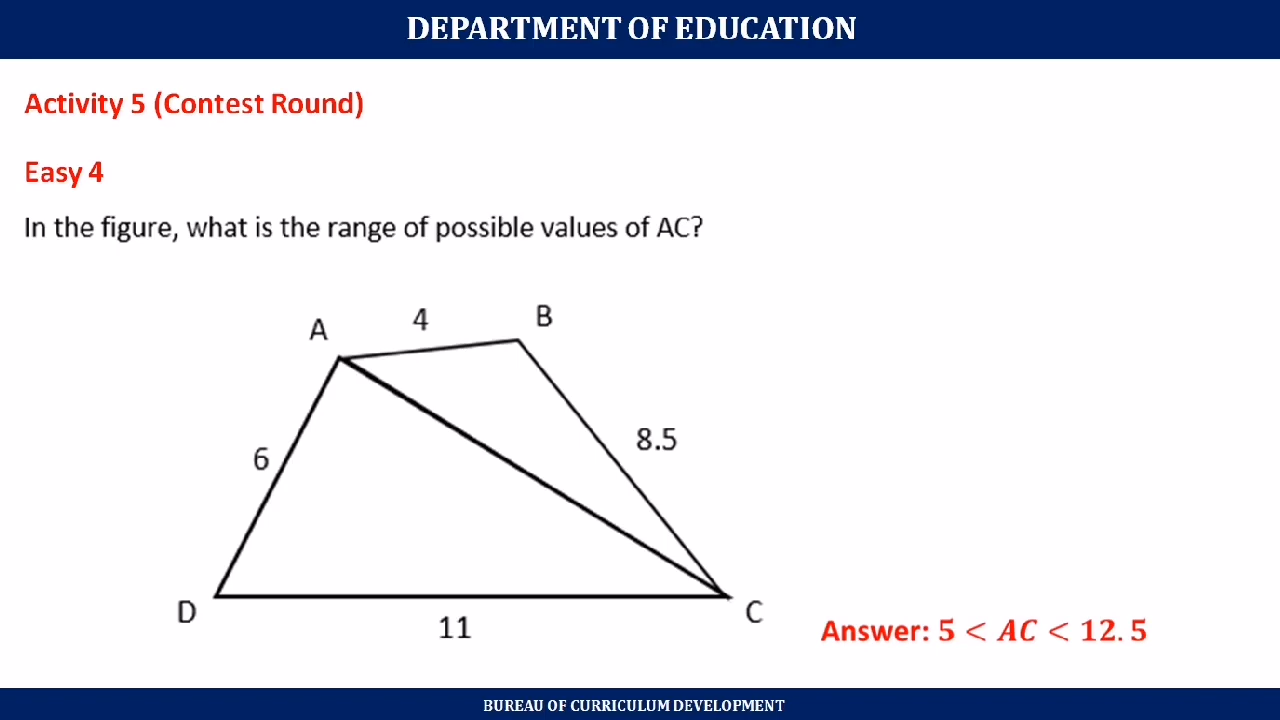 DEPARTMENT OF EDUCATION
Activity 5 (Contest Round)
Easy 4
In the figure, what is the range of possible values of AC?
A
4
B
6
8.5
D
11
C
Answer: 5 < AC < 12.5
BUREAU OF CURRICULUM DEVELOPMENT